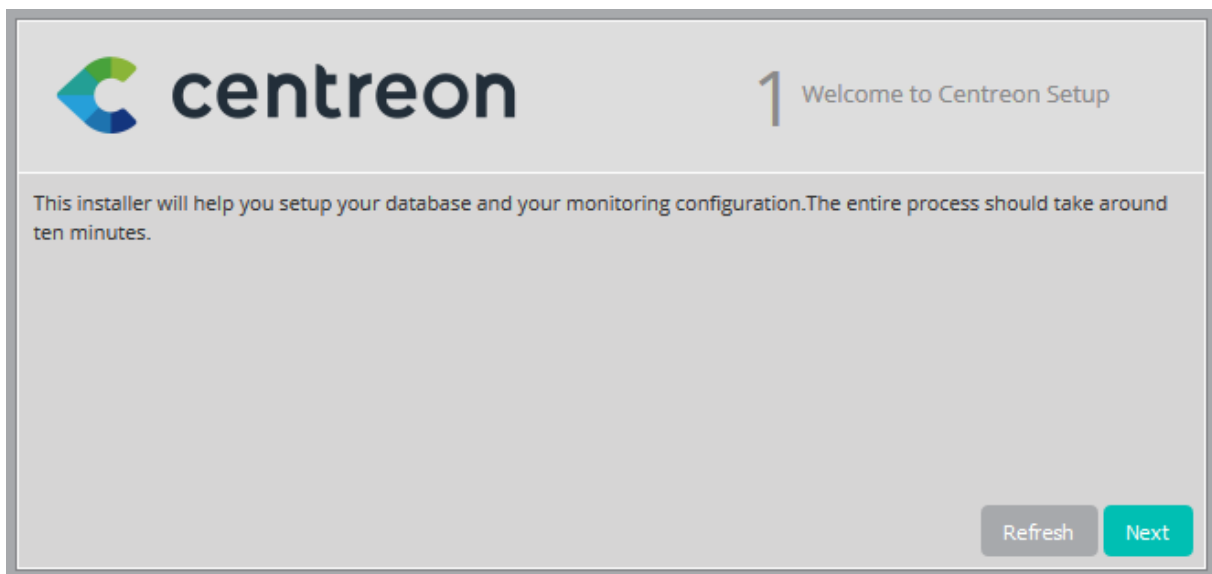 centreon
1 Welcome to Centreon Setup
This installer will help you setup your database and your monitoring configuration.The entire process should take around
ten minutes.
Refresh Next